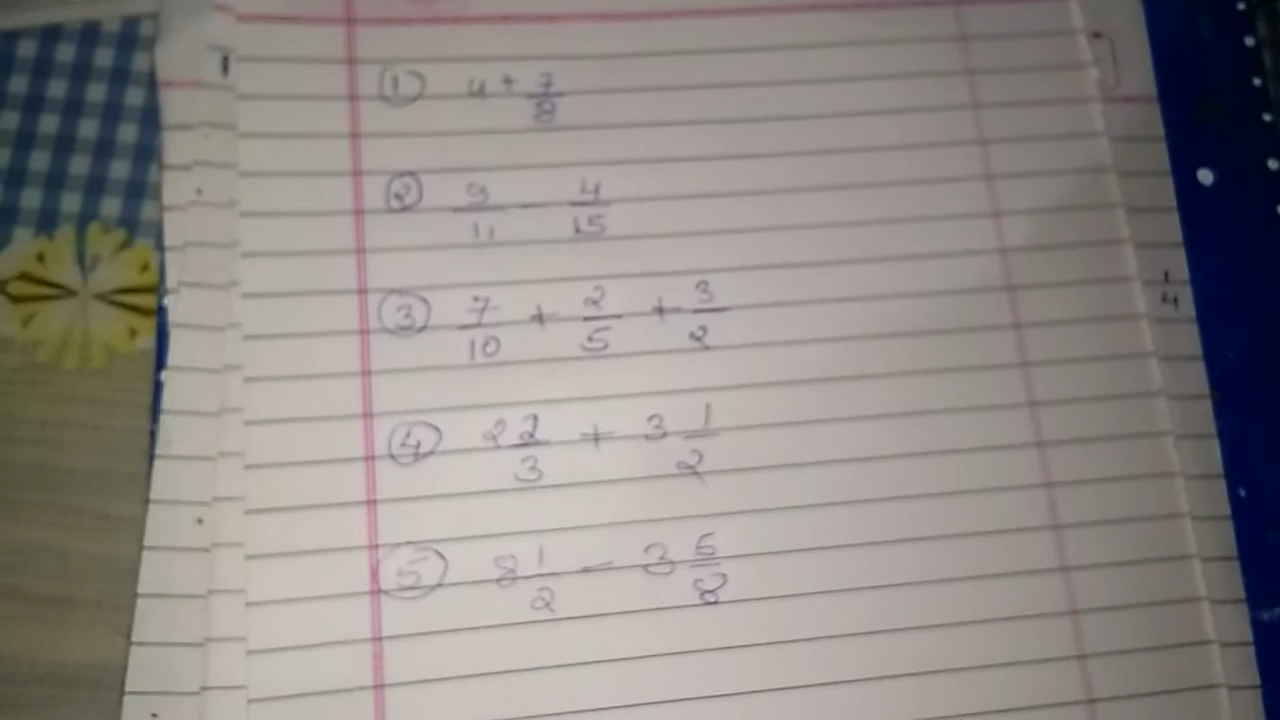 ① 4 + 7/8
② 9/11 - 4/15
③ 7/10 + 2/5 + 3/2
④ 2 2/3 + 3 1/2
⑤ 8 1/2 - 3 5/8